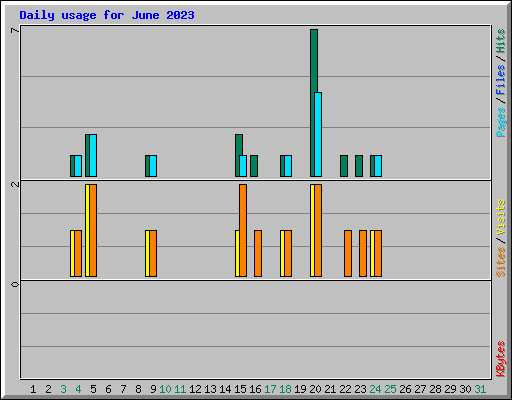 Daily usage for June 2023
7
2
0
Pages / Files / Hits
Sites / Visits
KBytes
1 2 3 4 5 6 7 8 9 10 11 12 13 14 15 16 17 18 19 20 21 22 23 24 25 26 27 28 29 30 31